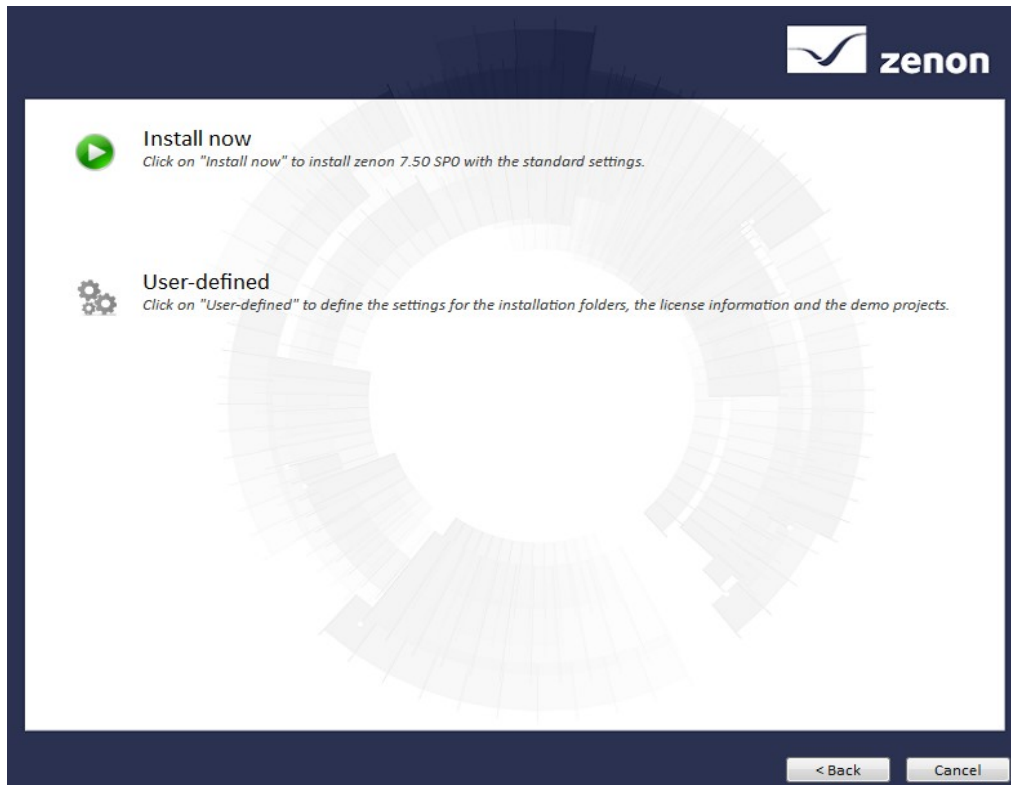 zenon
Install now
Click on "Install now" to install zenon 7.50 SP0 with the standard settings.
User-defined
Click on "User-defined" to define the settings for the installation folders, the license information and the demo projects.
< Back
Cancel